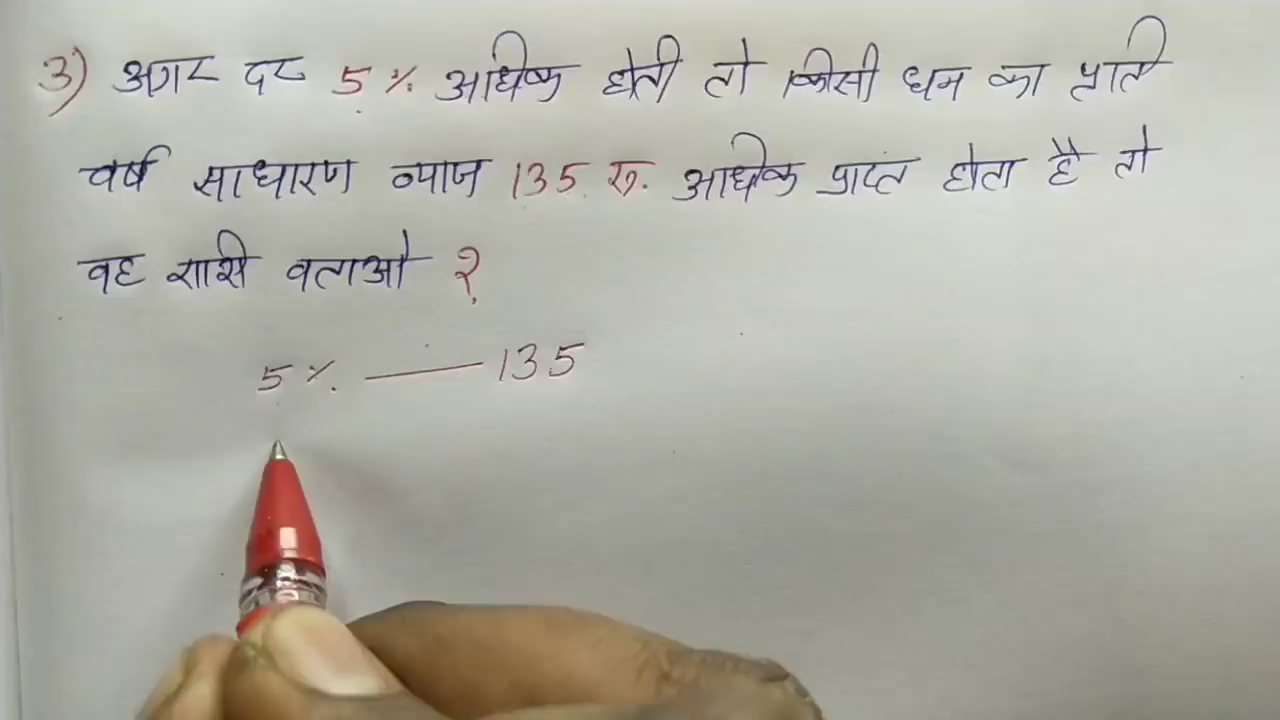 3) अगर दर 5% अधिक होती तो किसी धन का प्रति
वर्ष साधारण ब्याज 135 रु. अधिक प्राप्त होता है तो
वह राशि बताओ ?
5% — 135